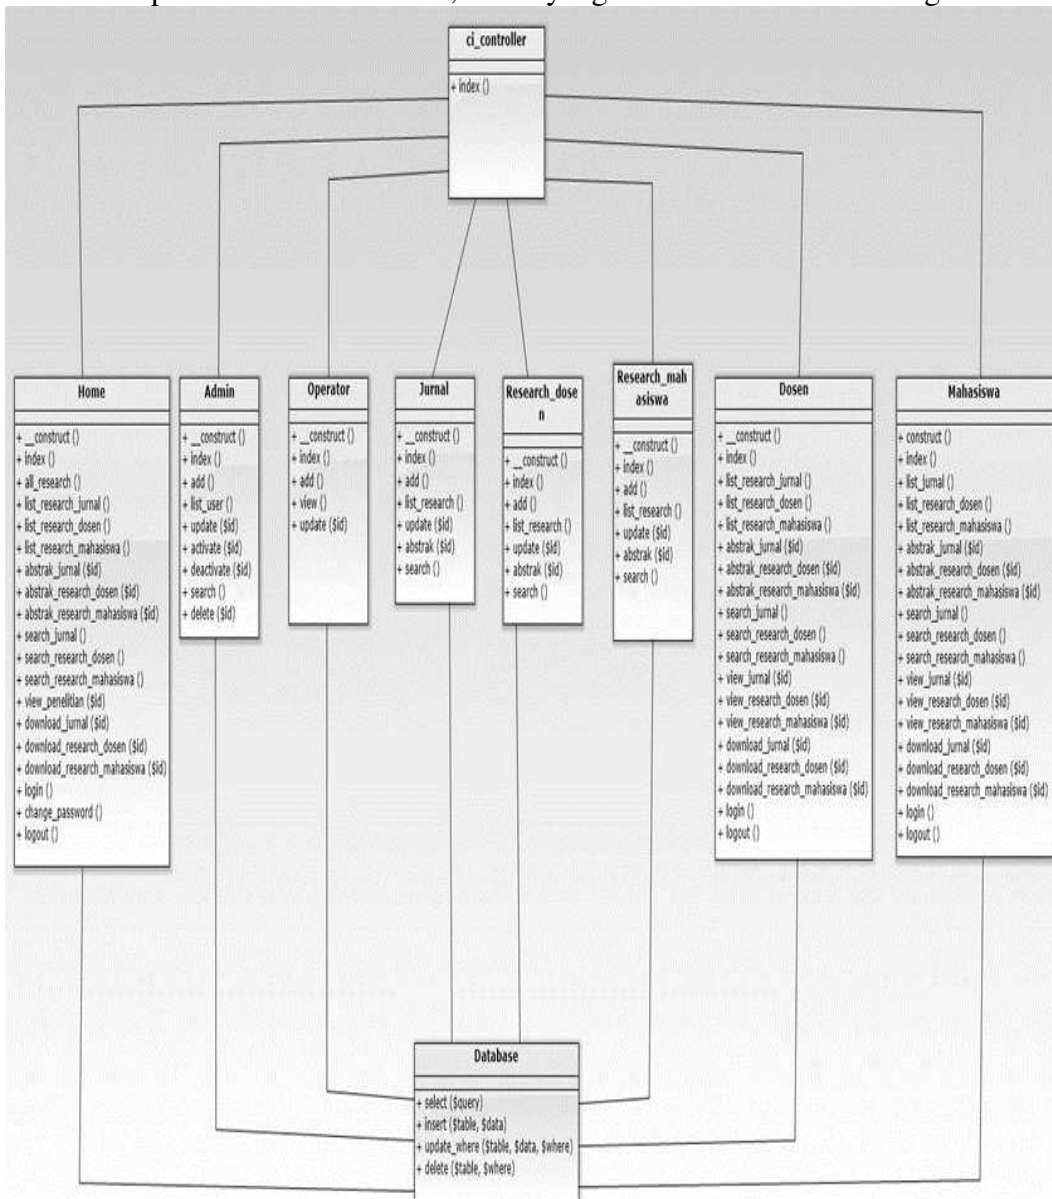 ci_controller
+ index ()
Home
+ __construct ()
+ index ()
+ all_research ()
+ list_research_jurnal ()
+ list_research_dosen ()
+ list_research_mahasiswa ()
+ abstrak_jurnal ($id)
+ abstrak_research_dosen ($id)
+ abstrak_research_mahasiswa ($id)
+ search_jurnal ()
+ search_research_dosen ()
+ search_research_mahasiswa ()
+ view_penelitian ($id)
+ download_jurnal ($id)
+ download_research_dosen ($id)
+ download_research_mahasiswa ($id)
+ login ()
+ change_password ()
+ logout ()
Admin
+ __construct ()
+ index ()
+ add ()
+ list_user ()
+ update ($id)
+ activate ($id)
+ deactivate ($id)
+ search ()
+ delete ($id)
Operator
+ __construct ()
+ index ()
+ add ()
+ view ()
+ update ($id)
Jurnal
+ __construct ()
+ index ()
+ add ()
+ list_research ()
+ update ($id)
+ abstrak ($id)
+ search ()
Research_dose
n
+ __construct ()
+ index ()
+ add ()
+ list_research ()
+ update ($id)
+ abstrak ($id)
+ search ()
Research_mah
asiswa
+ __construct ()
+ index ()
+ add ()
+ list_research ()
+ update ($id)
+ abstrak ($id)
+ search ()
Dosen
+ __construct ()
+ index ()
+ list_research_jurnal ()
+ list_research_dosen ()
+ list_research_mahasiswa ()
+ abstrak_jurnal ($id)
+ abstrak_research_dosen ($id)
+ abstrak_research_mahasiswa ($id)
+ search_jurnal ()
+ search_research_dosen ()
+ search_research_mahasiswa ()
+ view_jurnal ($id)
+ view_research_dosen ($id)
+ view_research_mahasiswa ($id)
+ download_jurnal ($id)
+ download_research_dosen ($id)
+ download_research_mahasiswa ($id)
+ login ()
+ logout ()
Mahasiswa
+ construct ()
+ index ()
+ list_jurnal ()
+ list_research_dosen ()
+ list_research_mahasiswa ()
+ abstrak_jurnal ($id)
+ abstrak_research_dosen ($id)
+ abstrak_research_mahasiswa ($id)
+ search_jurnal ()
+ search_research_dosen ()
+ search_research_mahasiswa ()
+ view_jurnal ($id)
+ view_research_dosen ($id)
+ view_research_mahasiswa ($id)
+ download_jurnal ($id)
+ download_research_dosen ($id)
+ download_research_mahasiswa ($id)
+ login ()
+ logout ()
Database
+ select ($query)
+ insert ($table, $data)
+ update_where ($table, $data, $where)
+ delete ($table, $where)